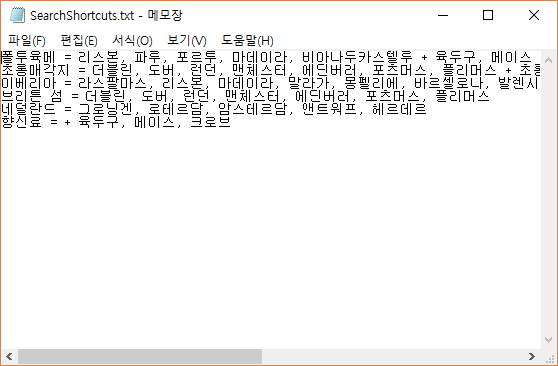 SearchShortcuts.txt - 메모장
파일(F) 편집(E) 서식(O) 보기(V) 도움말(H)
플투육메 = 리스본, 파루, 포르투, 마데이라, 비아나두카스텔루 + 육두구, 메이스
초통매각지 = 더블린, 도버, 런던, 맨체스터, 에딘버러, 포츠머스, 플리머스 + 초통
이베리아 = 라스팔마스, 리스본, 마데이라, 말라가, 몽펠리에, 바르셀로나, 발렌시
브리튼 섬 = 더블린, 도버, 런던, 맨체스터, 에딘버러, 포츠머스, 플리머스
네덜란드 = 그로닝겐, 로테르담, 암스테르담, 앤트워프, 헤르데르
향신료 = + 육두구, 메이스, 크로브